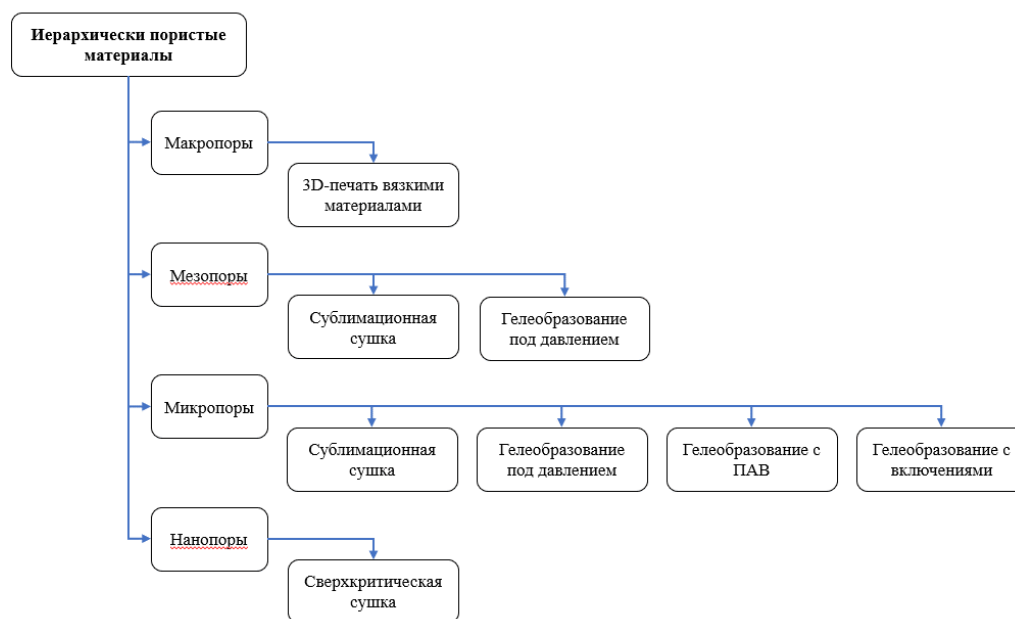 Иерархически пористые
материалы
Макропоры
3D-печать вязкими
материалами
Мезопоры
Сублимационная
сушка
Гелеобразование
под давлением
Микропоры
Сублимационная
сушка
Гелеобразование
под давлением
Гелеобразование с
ПАВ
Гелеобразование с
включениями
Нанопоры
Сверхкритическая
сушка